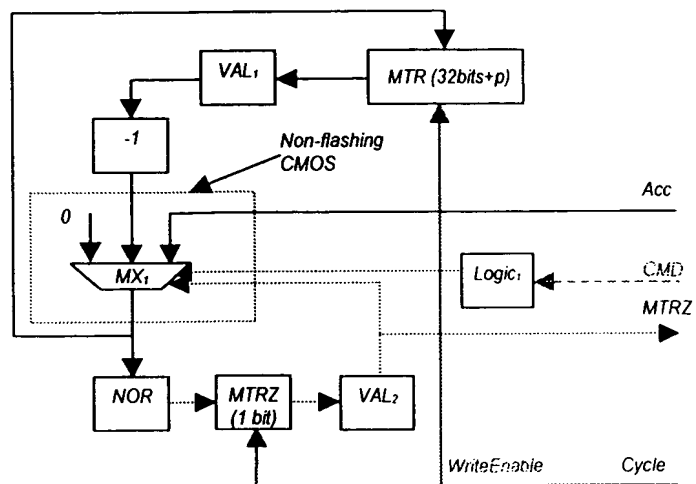 VAL₁
MTR (32bits+p)
-1
Non-flashing
CMOS
Acc
0
MX₁
Logic₁
CMD
MTRZ
NOR
MTRZ
(1 bit)
VAL₂
WriteEnable
Cycle